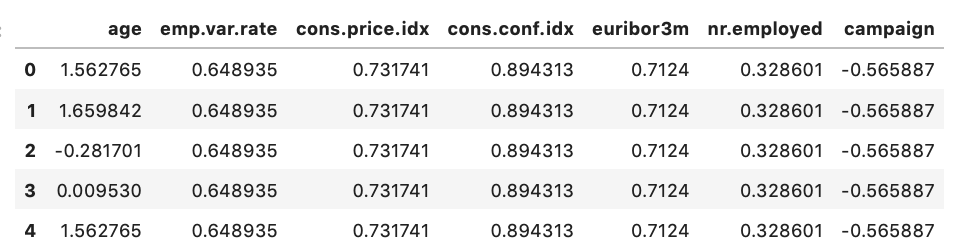 age emp.var.rate cons.price.idx cons.conf.idx euribor3m nr.employed campaign
0 1.562765 0.648935 0.731741 0.894313 0.7124 0.328601 -0.565887
1 1.659842 0.648935 0.731741 0.894313 0.7124 0.328601 -0.565887
2 -0.281701 0.648935 0.731741 0.894313 0.7124 0.328601 -0.565887
3 0.009530 0.648935 0.731741 0.894313 0.7124 0.328601 -0.565887
4 1.562765 0.648935 0.731741 0.894313 0.7124 0.328601 -0.565887